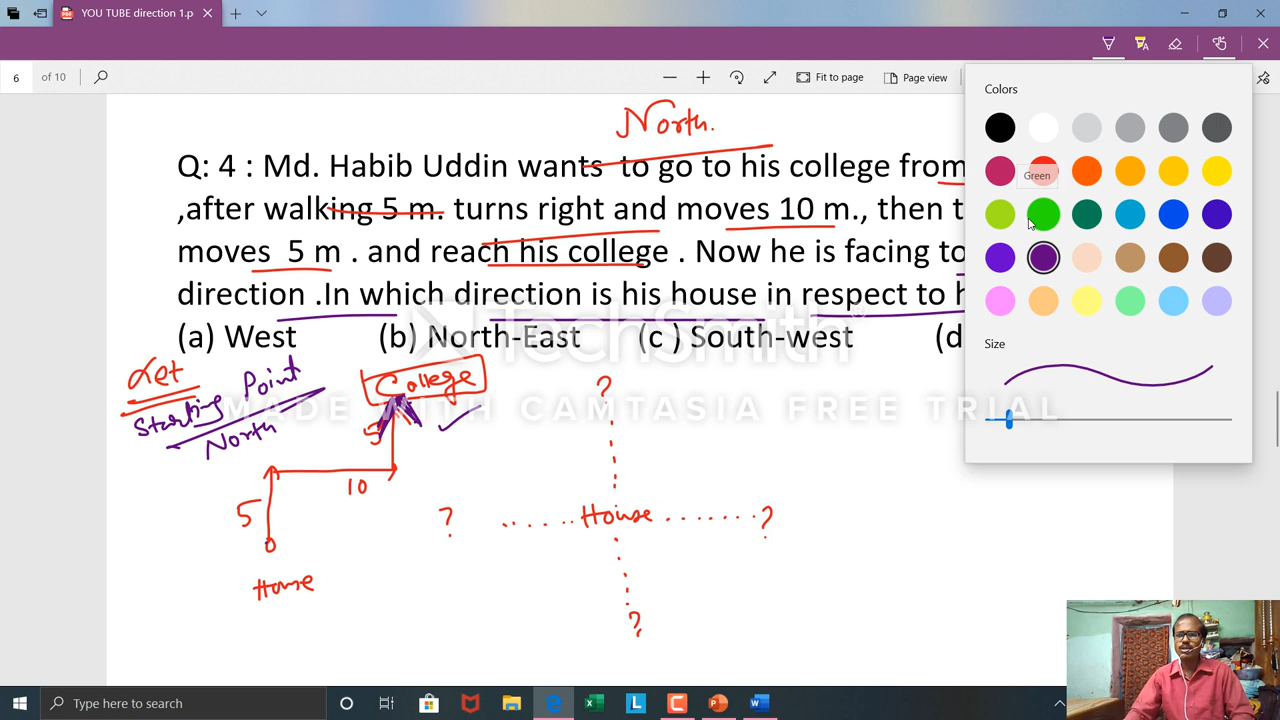 YOU TUBE direction 1.p
6 of 10
Fit to page
Page view
Colors
Green
Size
North.
Q: 4 : Md. Habib Uddin wants to go to his college from
,after walking 5 m. turns right and moves 10 m., then t
moves 5 m . and reach his college . Now he is facing to
direction .In which direction is his house in respect to h
(a) West (b) North-East (c ) South-west (d
TechSmith
MADE WITH CAMTASIA FREE TRIAL
Let
Starting Point
North
College
5
10
5
House
?
? House ?
?
Type here to search